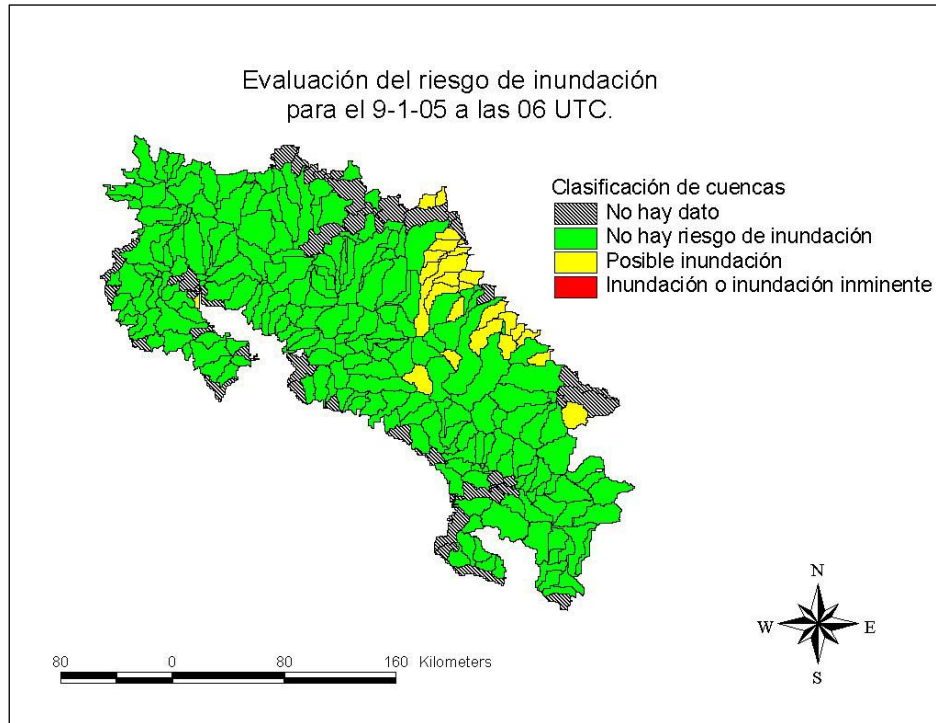 Evaluación del riesgo de inundación
para el 9-1-05 a las 06 UTC.
Clasificación de cuencas
No hay dato
No hay riesgo de inundación
Posible inundación
Inundación o inundación inminente
N
W E
S
80 0 80 160 Kilometers